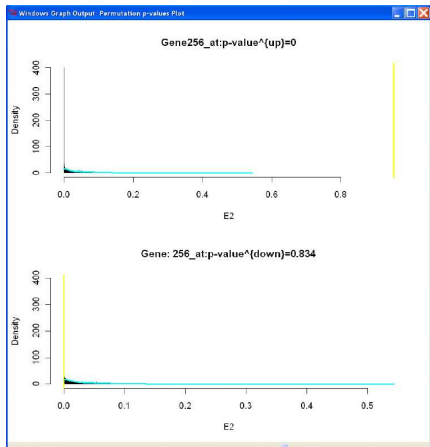 Windows Graph Output: Permutation p-values Plot
Gene256_at:p-value^{up}=0
400
300
200
100
0
Density
0.0 0.2 0.4 0.6 0.8
E2
Gene: 256_at:p-value^{down}=0.834
400
300
200
100
0
Density
0.0 0.1 0.2 0.3 0.4 0.5
E2